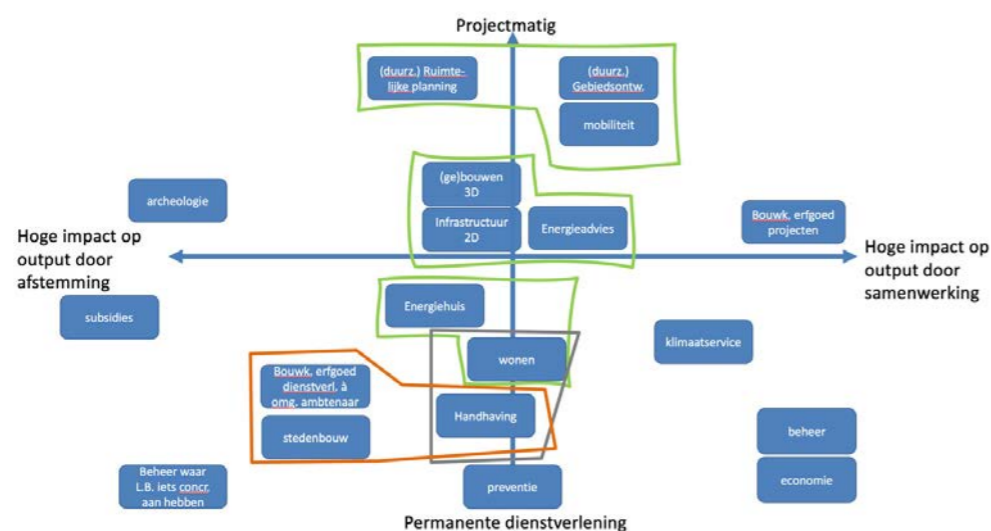 Projectmatig
(duurz.) Ruimte-
lijke planning
(duurz.)
Gebiedsontw.
mobiliteit
(ge)bouwen
3D
archeologie
Infrastructuur
2D
Energieadvies
Bouwk. erfgoed
projecten
Hoge impact op
output door
afstemming
Hoge impact op
output door
samenwerking
Energiehuis
subsidies
klimaatservice
wonen
Bouwk. erfgoed
dienstverl. à
omg. ambtenaar
Handhaving
stedenbouw
beheer
Beheer waar
L.B. iets concr.
aan hebben
preventie
economie
Permanente dienstverlening